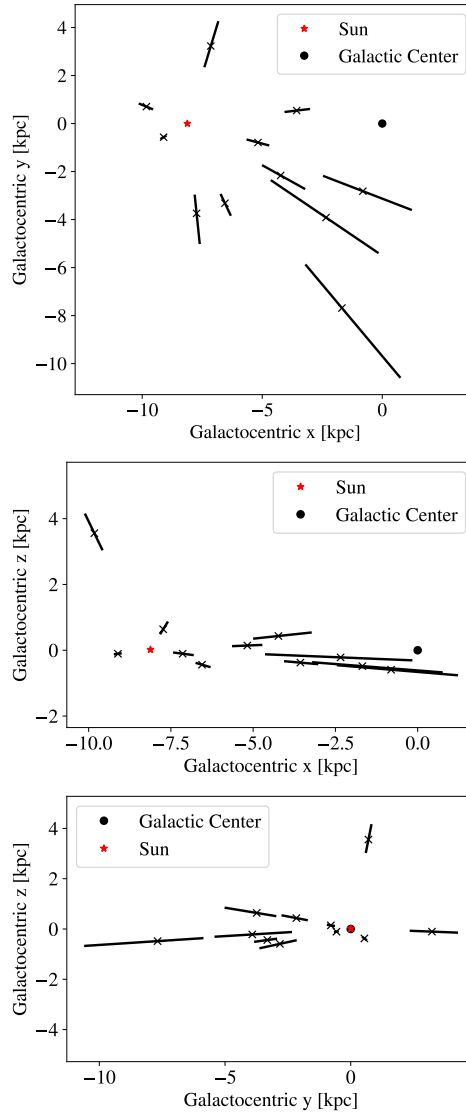 4
2
0
−2
−4
−6
−8
−10
Galactocentric y [kpc]
Sun
Galactic Center
−10
−5
0
Galactocentric x [kpc]
4
2
0
−2
Galactocentric z [kpc]
Sun
Galactic Center
−10.0
−7.5
−5.0
−2.5
0.0
Galactocentric x [kpc]
4
2
0
−2
−4
Galactocentric z [kpc]
Galactic Center
Sun
−10
−5
0
Galactocentric y [kpc]